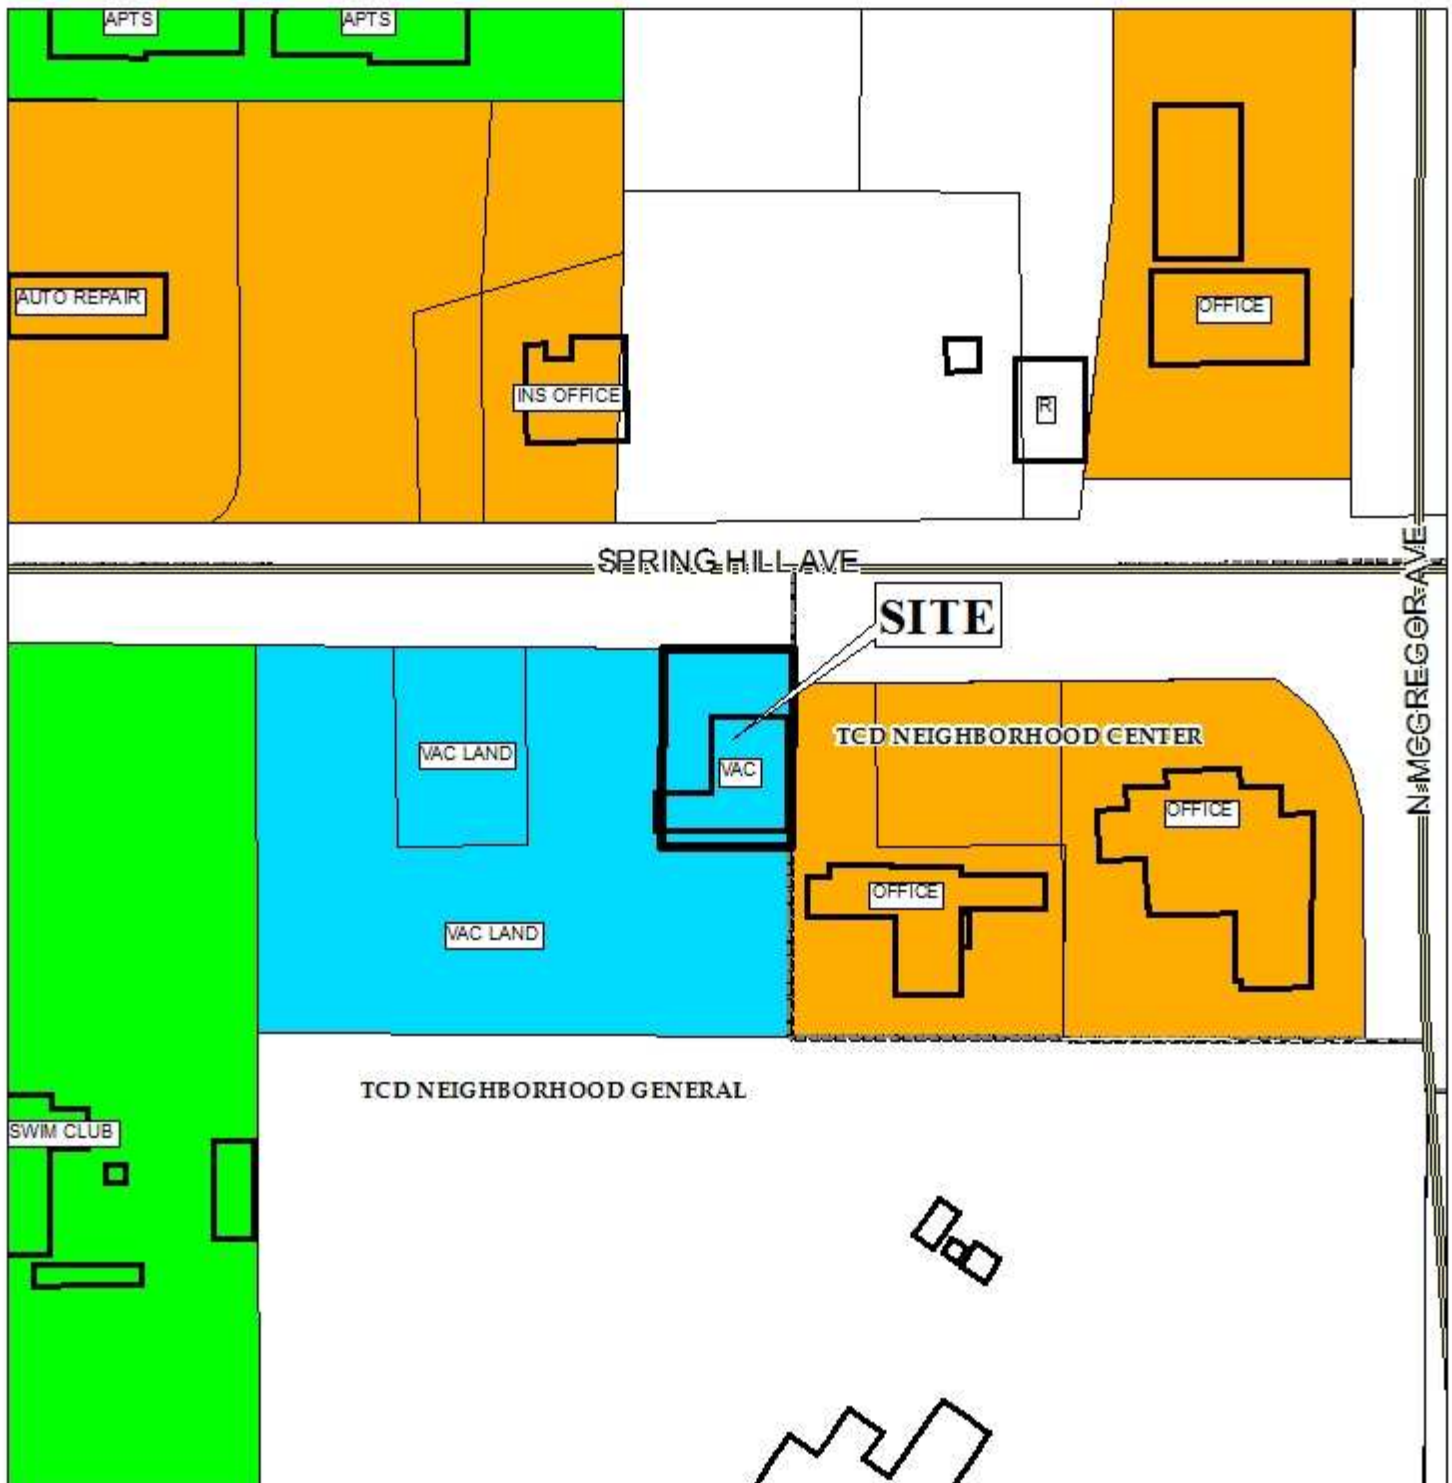 APTS
APTS
AUTO REPAIR
OFFICE
INS OFFICE
R
SPRING HILL AVE
N MCGREGOR AVE
SITE
TCD NEIGHBORHOOD CENTER
VAC LAND
VAC
OFFICE
OFFICE
VAC LAND
TCD NEIGHBORHOOD GENERAL
SWIM CLUB